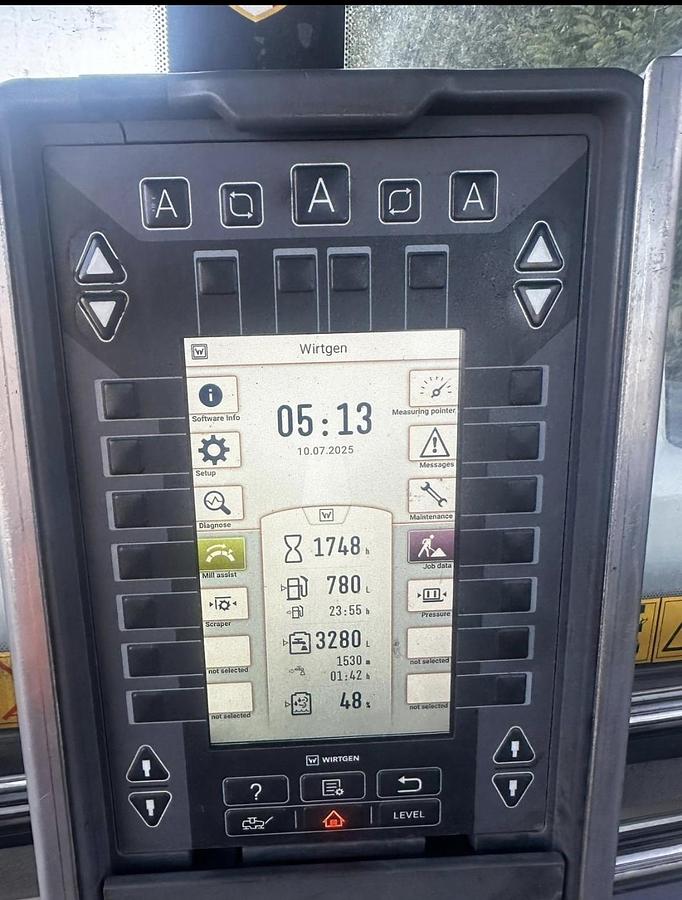 A
A
A
W Wirtgen
i
Software Info
05:13
10.07.2025
Measuring pointer
Setup
Messages
Diagnose
W
Maintenance
Mill assist
1748 h
Job data
780 L
23:55 h
Scraper
Pressure
3280 L
1530 m
01:42 h
not selected
not selected
48 %
not selected
not selected
W WIRTGEN
?
LEVEL